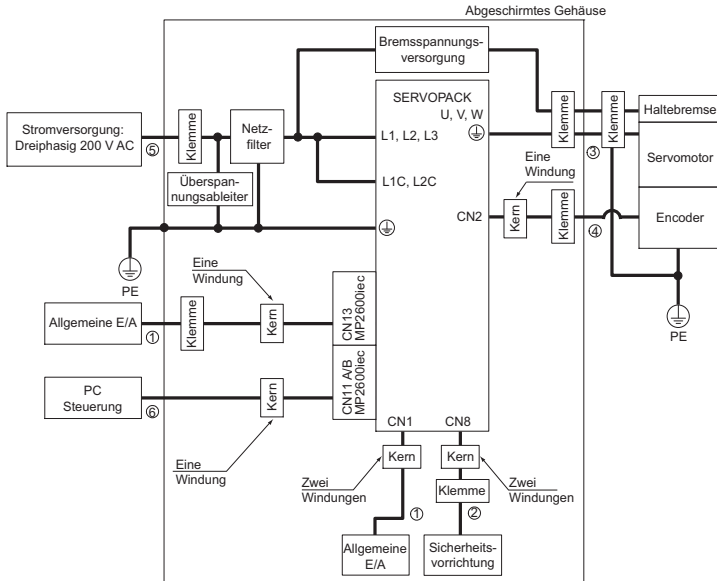 Abgeschirmtes Gehäuse
Bremsspannungs-
versorgung
SERVOPACK
U, V, W
Klemme
Klemme
Haltebremse
Stromversorgung:
Dreiphasig 200 V AC
⑤
Klemme
Netz-
filter
L1, L2, L3
③
Servomotor
Eine
Windung
Überspan-
nungsableiter
L1C, L2C
CN2
Kern
Klemme
④
Encoder
PE
Eine
Windung
PE
Allgemeine E/A
①
Klemme
Kern
CN13
MP2600iec
PC
Steuerung
⑥
Kern
CN11 A/B
MP2600iec
Eine
Windung
CN1
CN8
Kern
Kern
Zwei
Windungen
Zwei
Windungen
Klemme
①
②
Allgemeine
E/A
Sicherheits-
vorrichtung